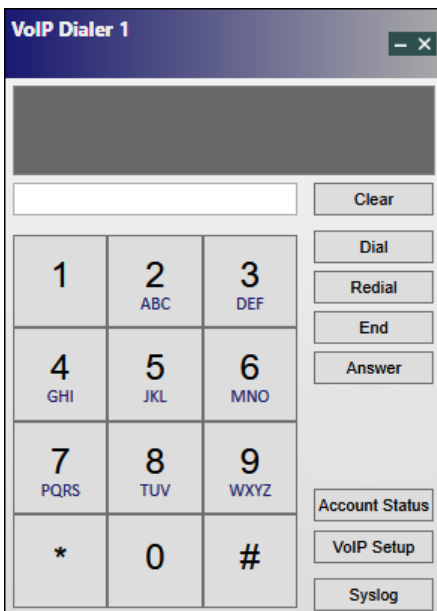 VoIP Dialer 1
Clear
Dial
Redial
End
Answer
1
2
ABC
3
DEF
4
GHI
5
JKL
6
MNO
7
PQRS
8
TUV
9
WXYZ
*
0
#
Account Status
VoIP Setup
Syslog